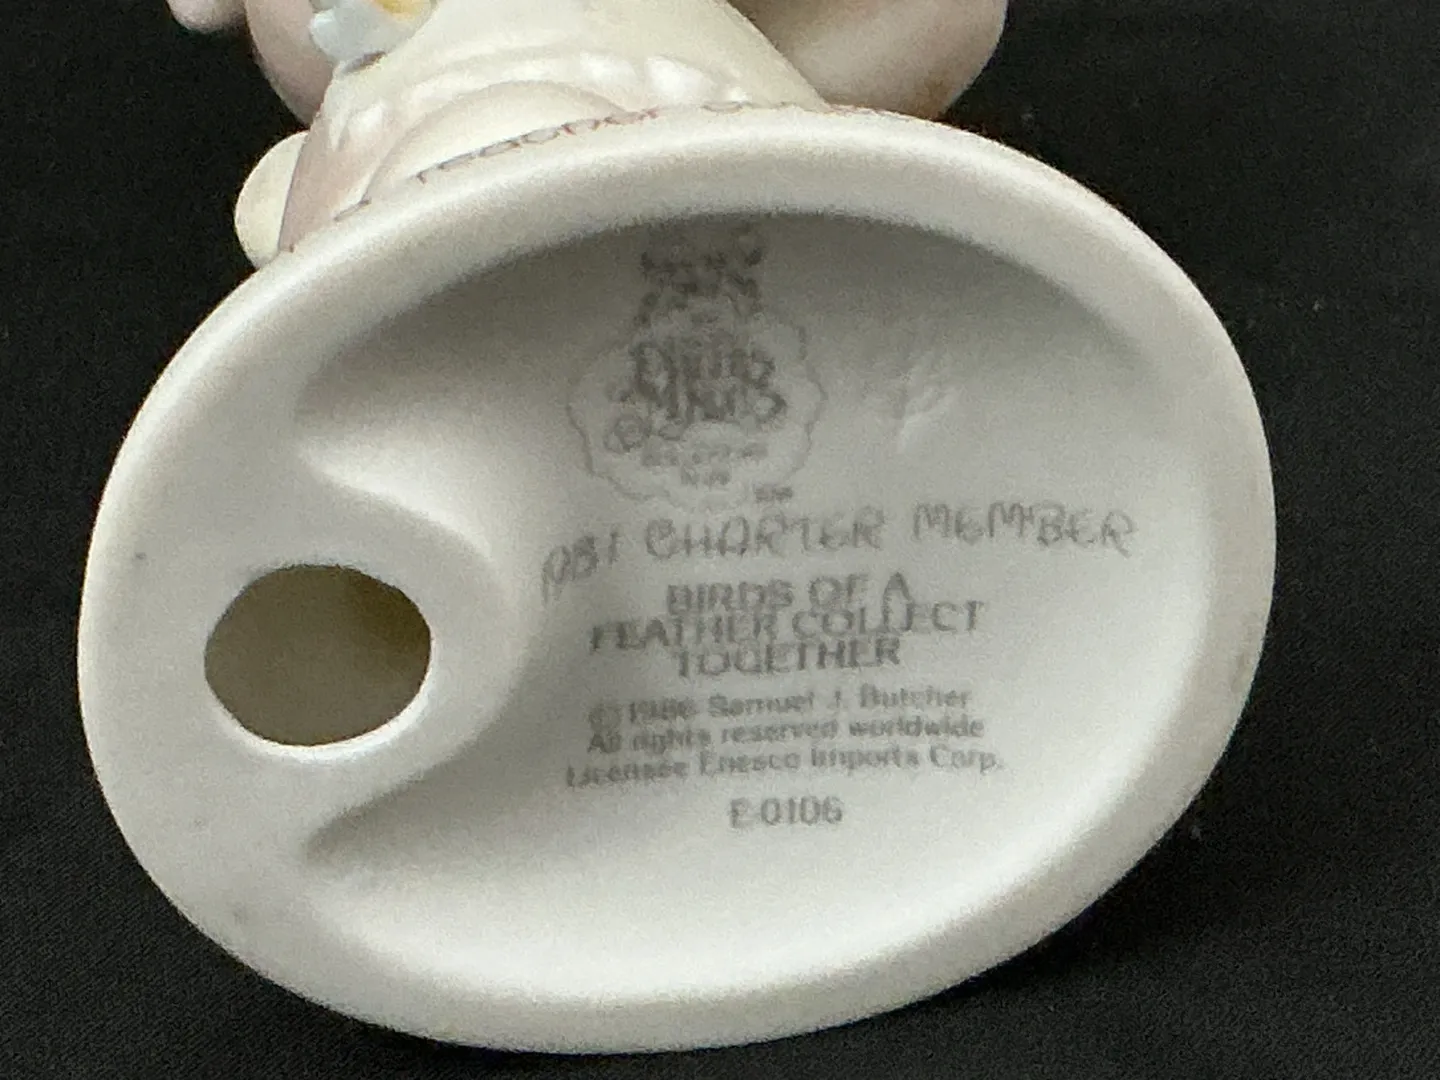 Teacher
1981 CHARTER MEMBER
BIRDS OF A
FEATHER COLLECT
TOGETHER
© 1986 Samuel J. Butcher
All rights reserved worldwide
Licensee Enesco Imports Corp.
E-0106